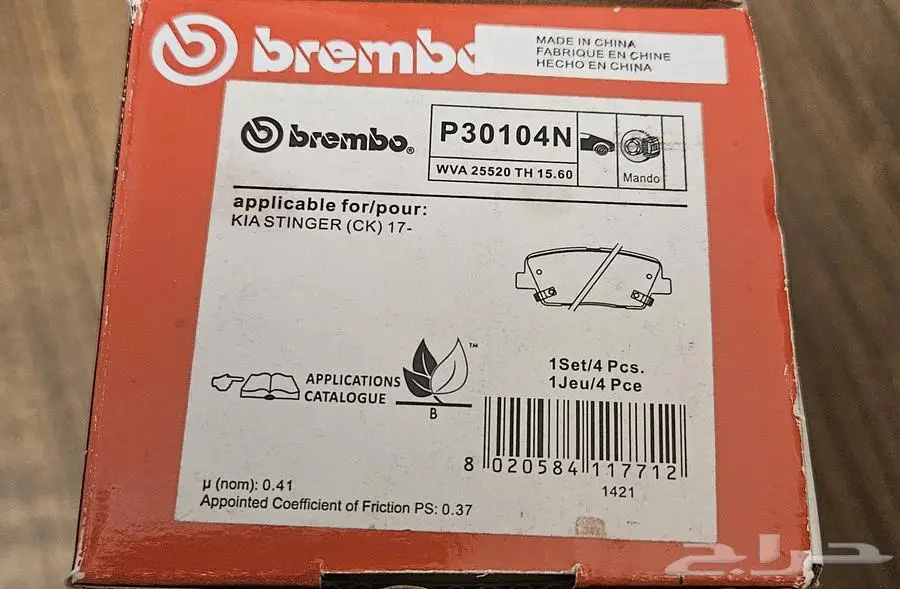 brembo
MADE IN CHINA
FABRIQUE EN CHINE
HECHO EN CHINA
brembo®
P30104N
WVA 25520 TH 15.60
Mando
applicable for/pour:
KIA STINGER (CK) 17-
1Set/4 Pcs.
1Jeu/4 Pce
APPLICATIONS
CATALOGUE
TM
B
8 020584 117712
1421
µ (nom): 0.41
Appointed Coefficient of Friction PS: 0.37
حراج